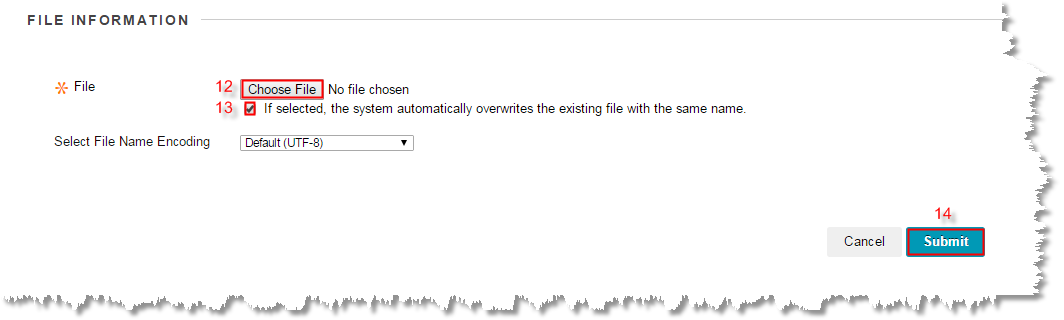 FILE INFORMATION
File 12 Choose File No file chosen
13 If selected, the system automatically overwrites the existing file with the same name.
Select File Name Encoding Default (UTF-8)
14
Cancel Submit